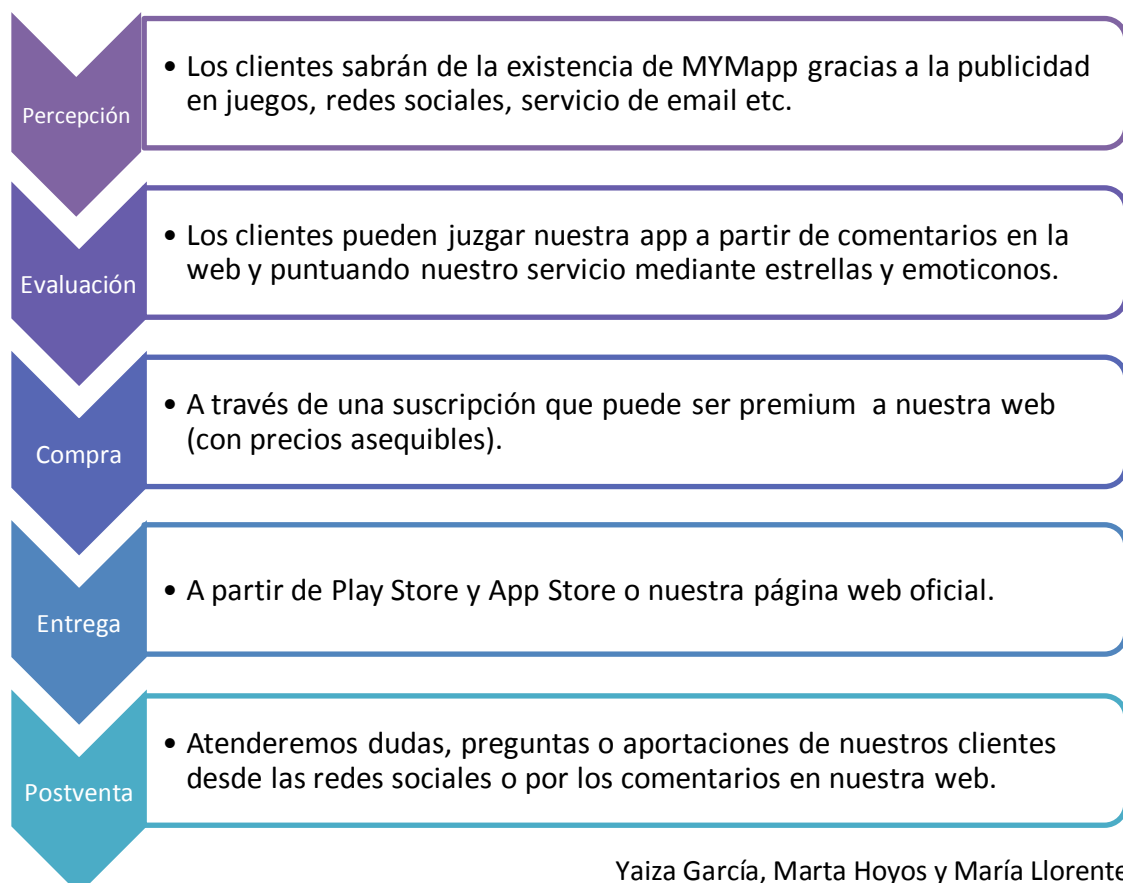 Percepción
• Los clientes sabrán de la existencia de MYMapp gracias a la publicidad
en juegos, redes sociales, servicio de email etc.
Evaluación
• Los clientes pueden juzgar nuestra app a partir de comentarios en la
web y puntuando nuestro servicio mediante estrellas y emoticonos.
Compra
• A través de una suscripción que puede ser premium a nuestra web
(con precios asequibles).
Entrega
• A partir de Play Store y App Store o nuestra página web oficial.
Postventa
• Atenderemos dudas, preguntas o aportaciones de nuestros clientes
desde las redes sociales o por los comentarios en nuestra web.
Yaiza García, Marta Hoyos y María Llorente